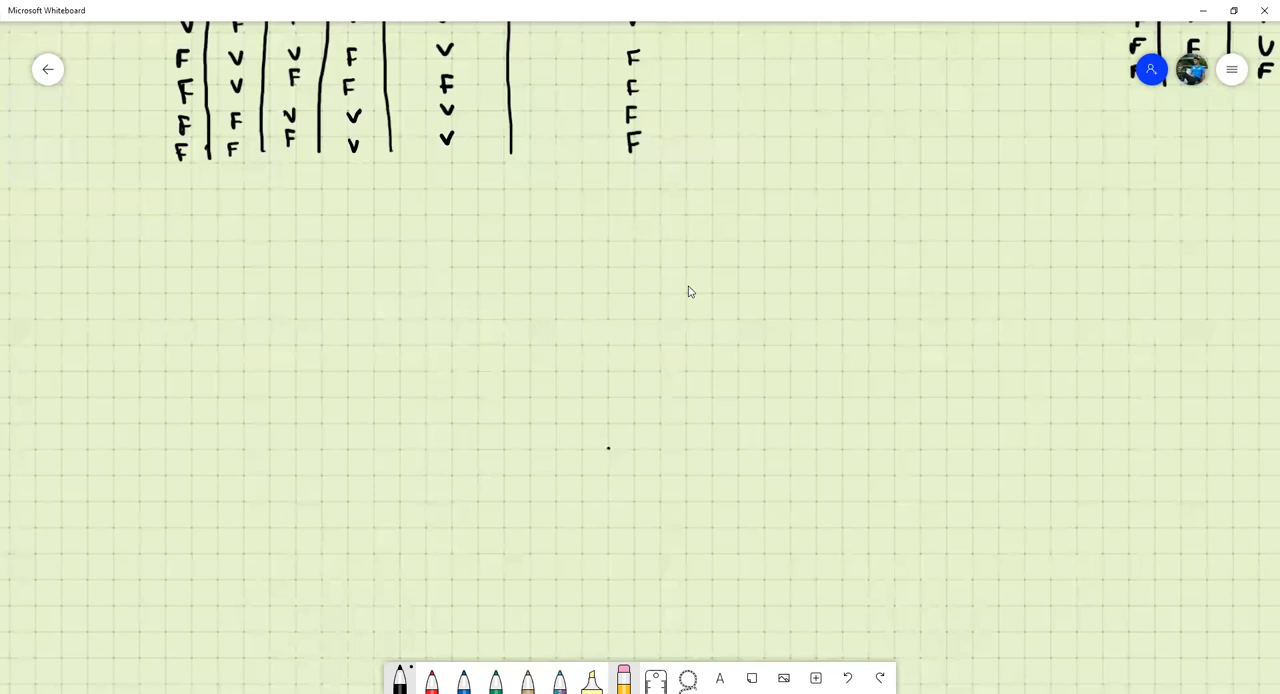 Microsoft Whiteboard
F V V F V F
F V F F F F
F F V V V F
F F F V V F
F F V
F
A